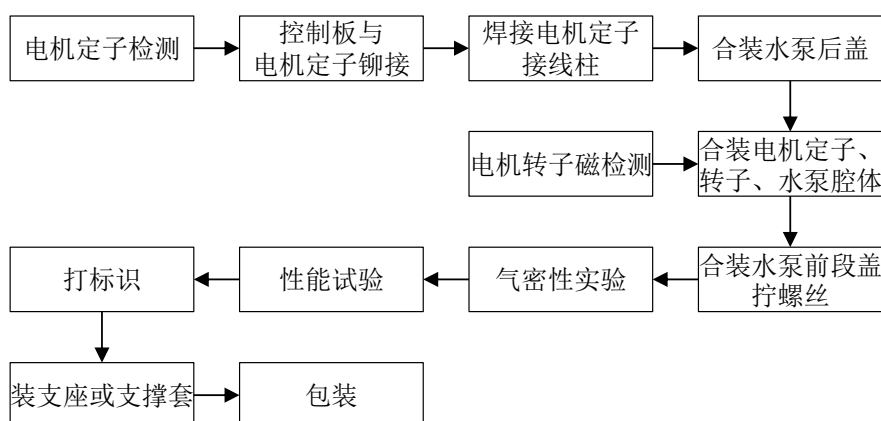 电机定子检测
控制板与
电机定子铆接
焊接电机定子
接线柱
合装水泵后盖
电机转子磁检测
合装电机定子、
转子、水泵腔体
打标识
性能试验
气密性实验
合装水泵前段盖
拧螺丝
装支座或支撑套
包装